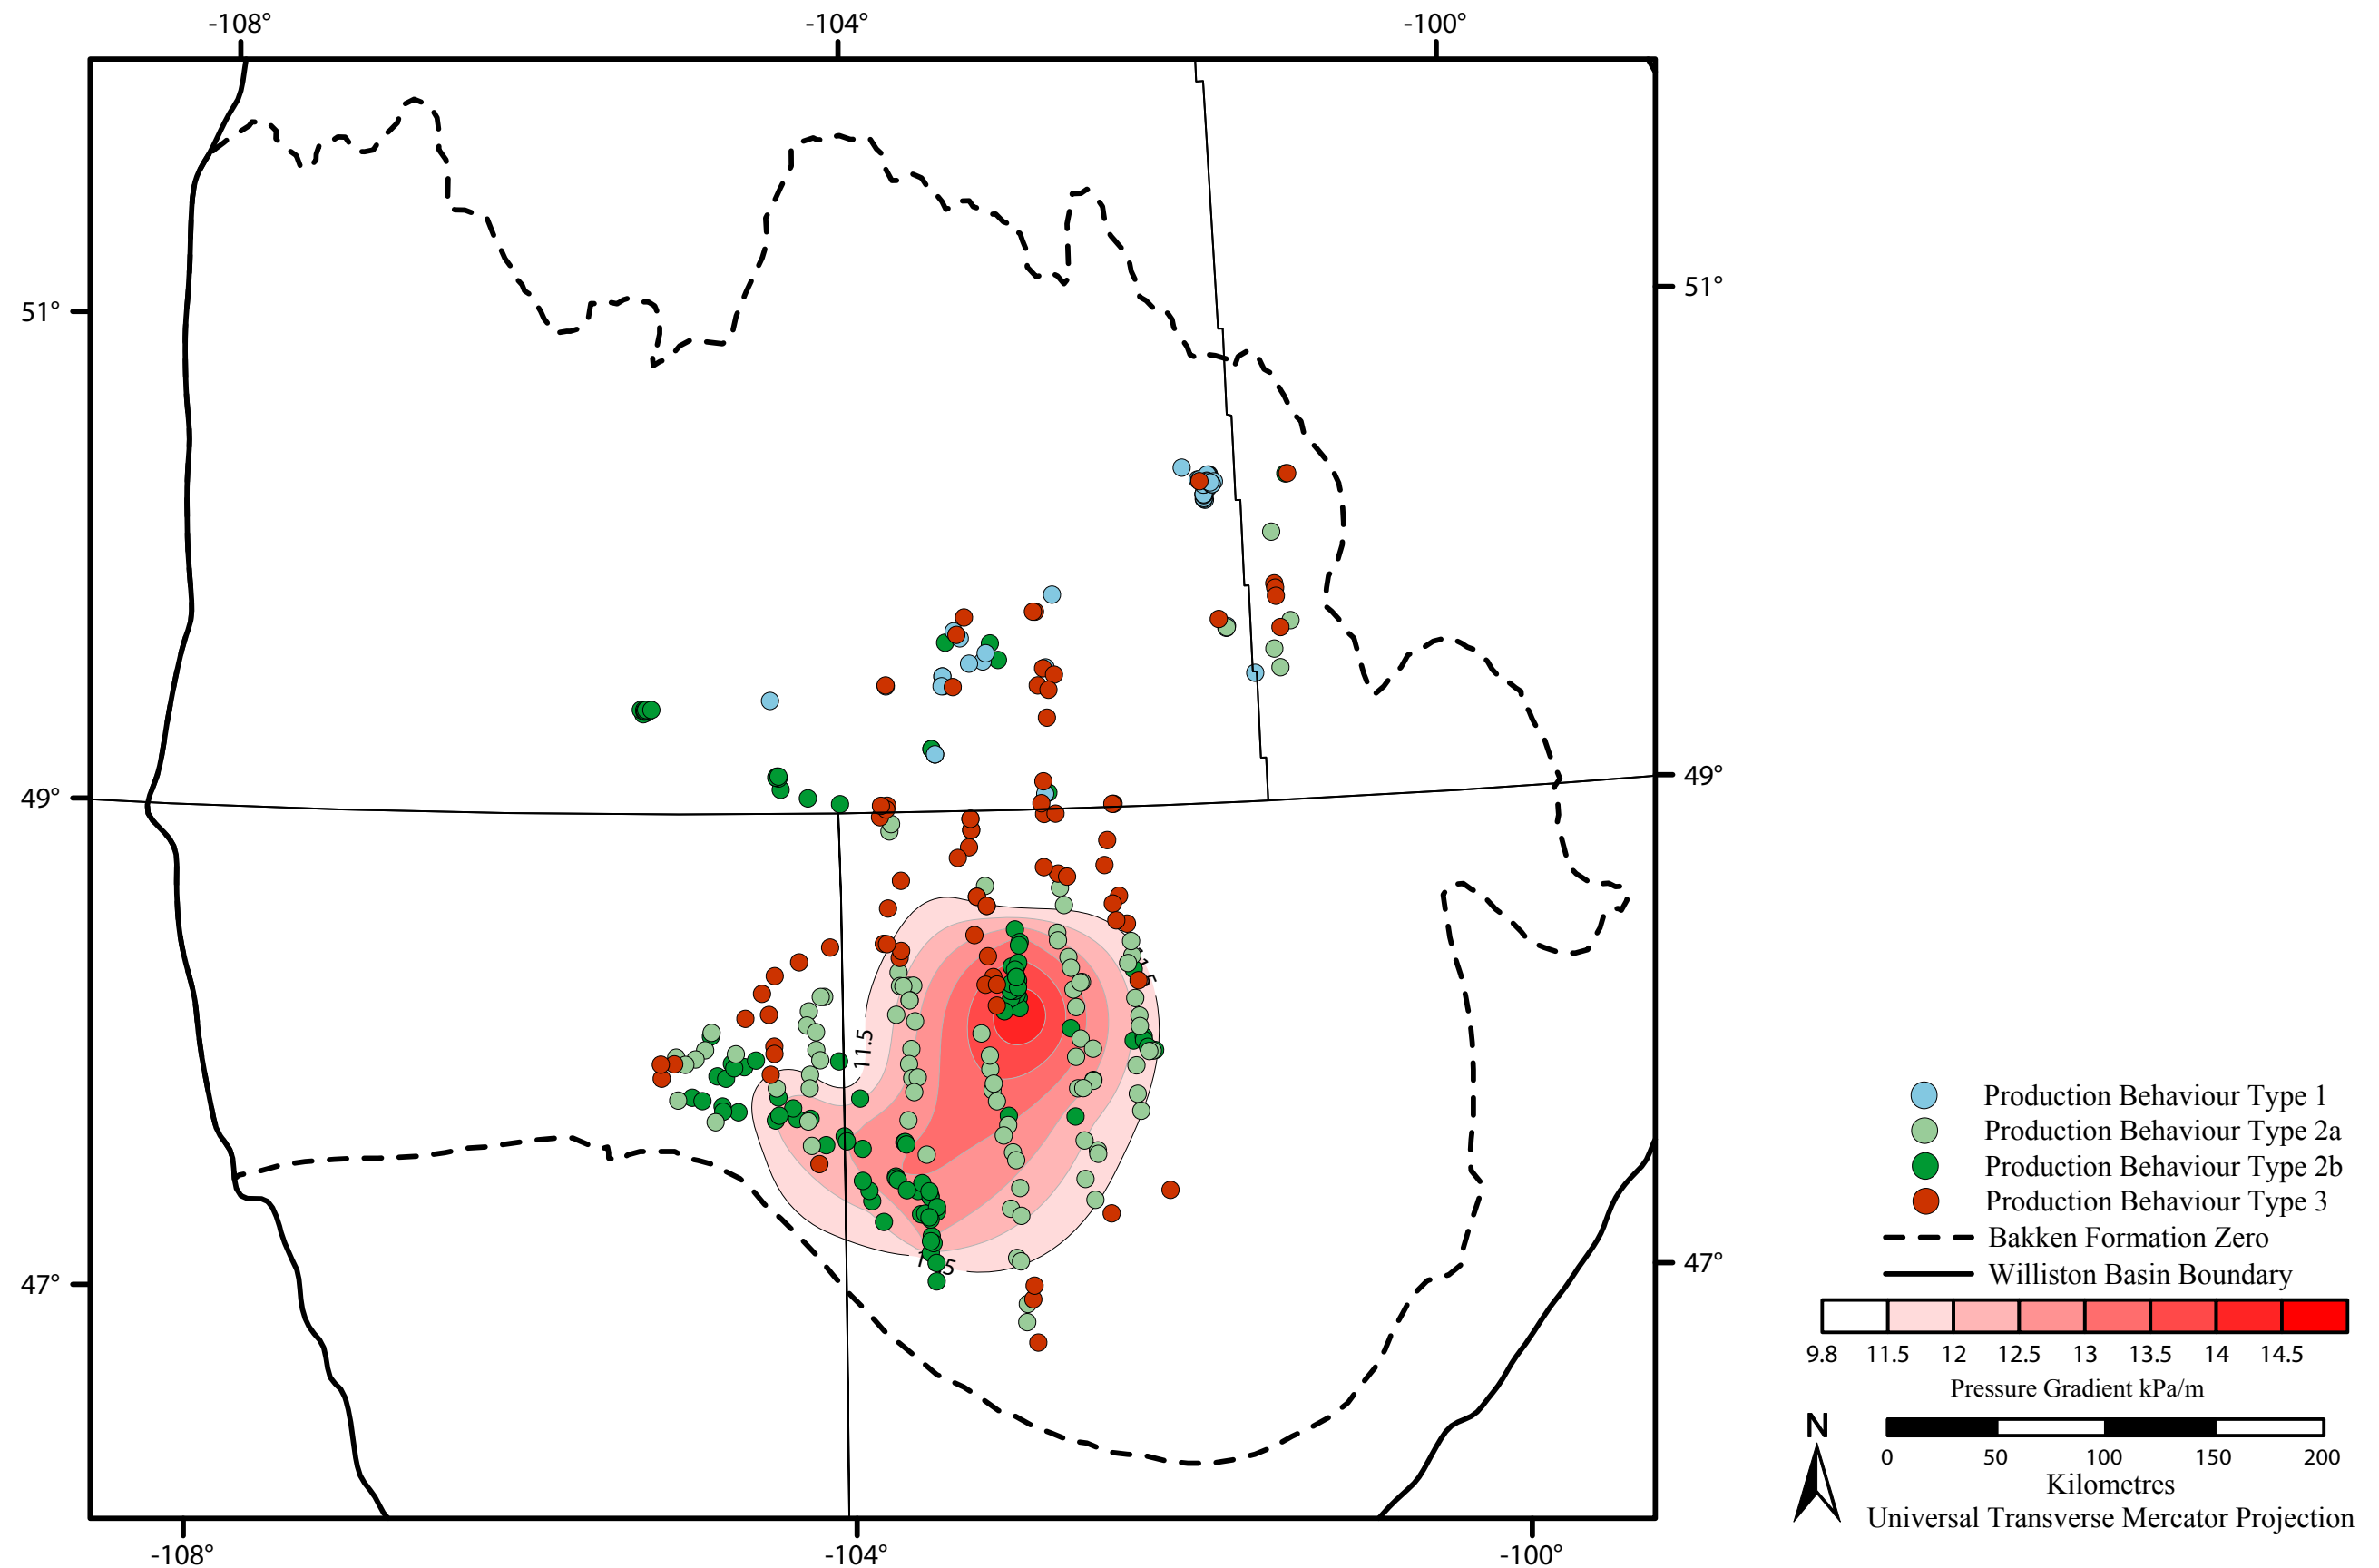 -108°
-104°
-100°
51°
51°
49°
49°
11.5
47°
47°
-108°
-104°
-100°
Production Behaviour Type 1
Production Behaviour Type 2a
Production Behaviour Type 2b
Production Behaviour Type 3
Bakken Formation Zero
Williston Basin Boundary
9.8 11.5 12 12.5 13 13.5 14 14.5
Pressure Gradient kPa/m
N
0 50 100 150 200
Kilometres
Universal Transverse Mercator Projection